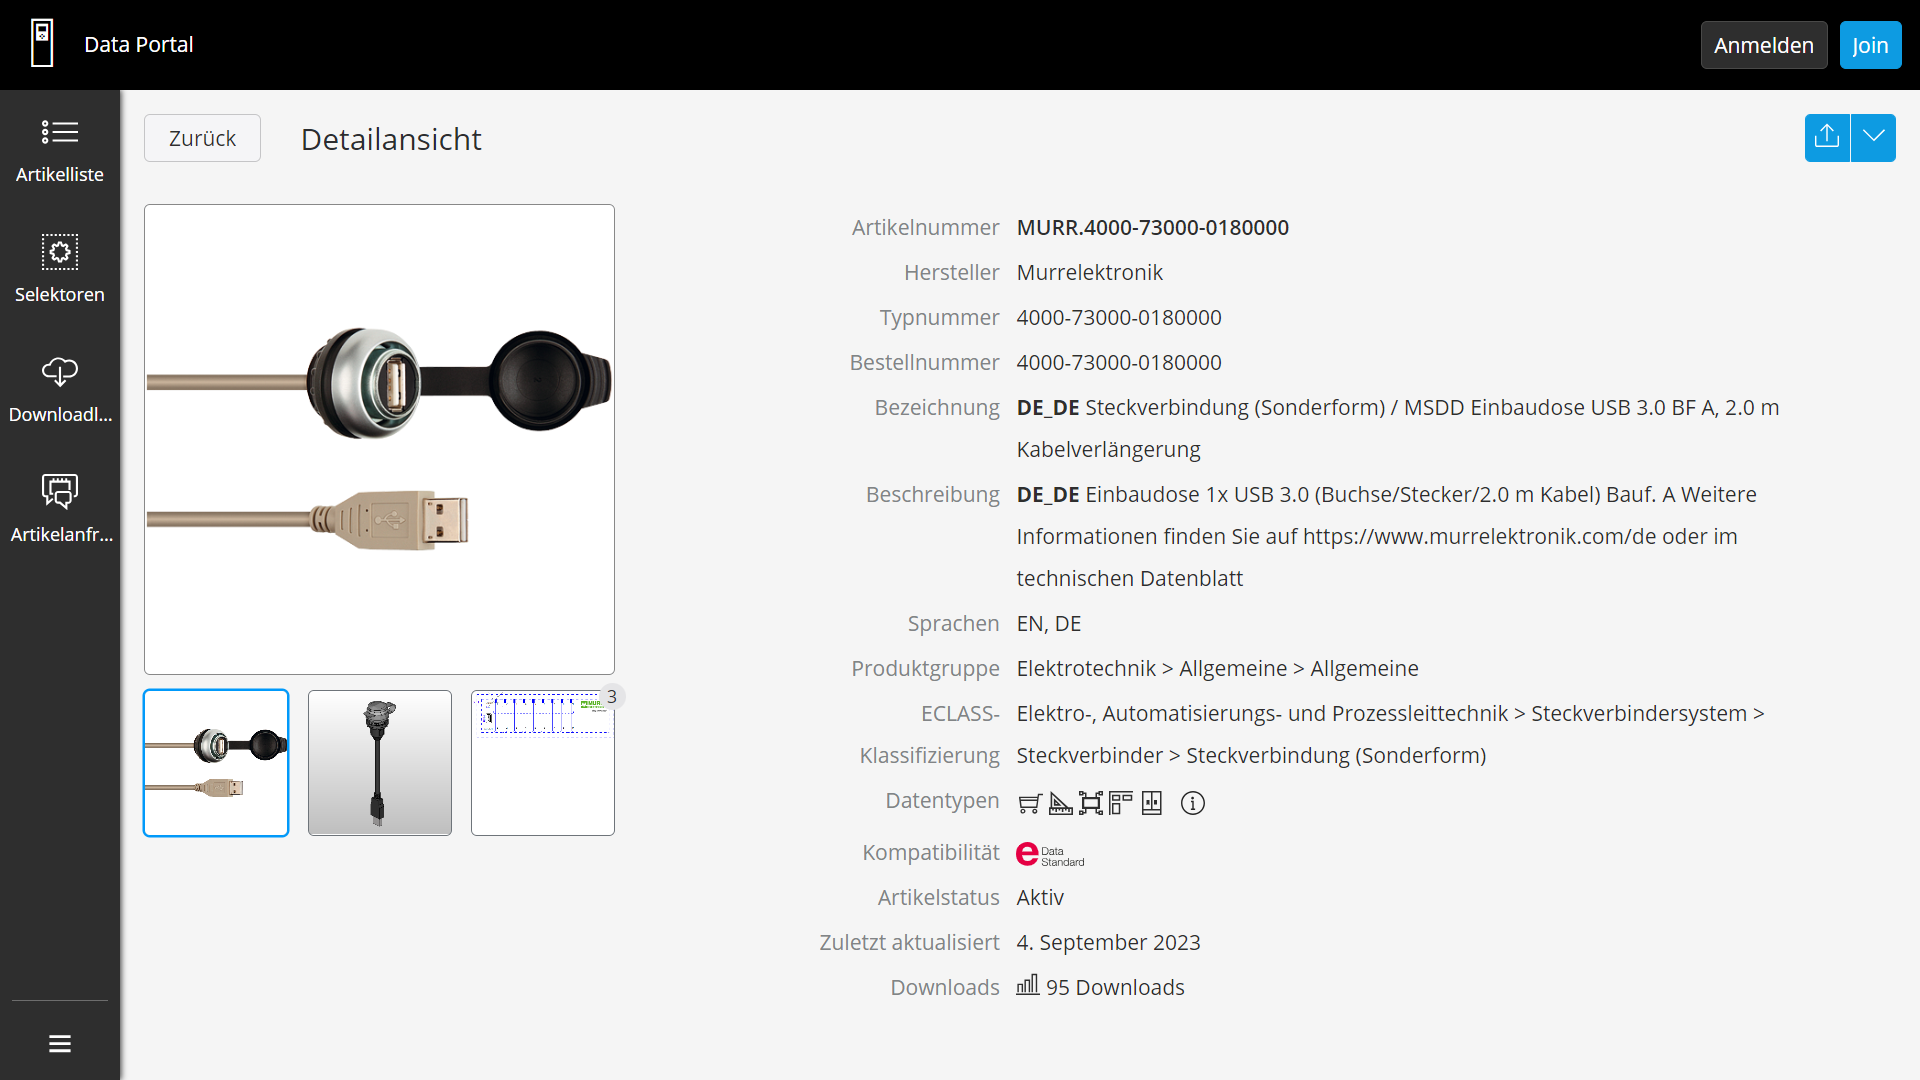 Data Portal
Anmelden
Join
Artikelliste
Selektoren
Downloadl...
Artikelanfr...
Zurück
Detailansicht
3
Artikelnummer MURR.4000-73000-0180000
Hersteller Murrelektronik
Typnummer 4000-73000-0180000
Bestellnummer 4000-73000-0180000
Bezeichnung DE_DE Steckverbindung (Sonderform) / MSDD Einbaudose USB 3.0 BF A, 2.0 m
Kabelverlängerung
Beschreibung DE_DE Einbaudose 1x USB 3.0 (Buchse/Stecker/2.0 m Kabel) Bauf. A Weitere
Informationen finden Sie auf https://www.murrelektronik.com/de oder im
technischen Datenblatt
Sprachen EN, DE
Produktgruppe Elektrotechnik > Allgemeine > Allgemeine
ECLASS- Elektro-, Automatisierungs- und Prozessleittechnik > Steckverbindersystem >
Klassifizierung Steckverbinder > Steckverbindung (Sonderform)
Datentypen
Kompatibilität e Data
Standard
Artikelstatus Aktiv
Zuletzt aktualisiert 4. September 2023
Downloads 95 Downloads